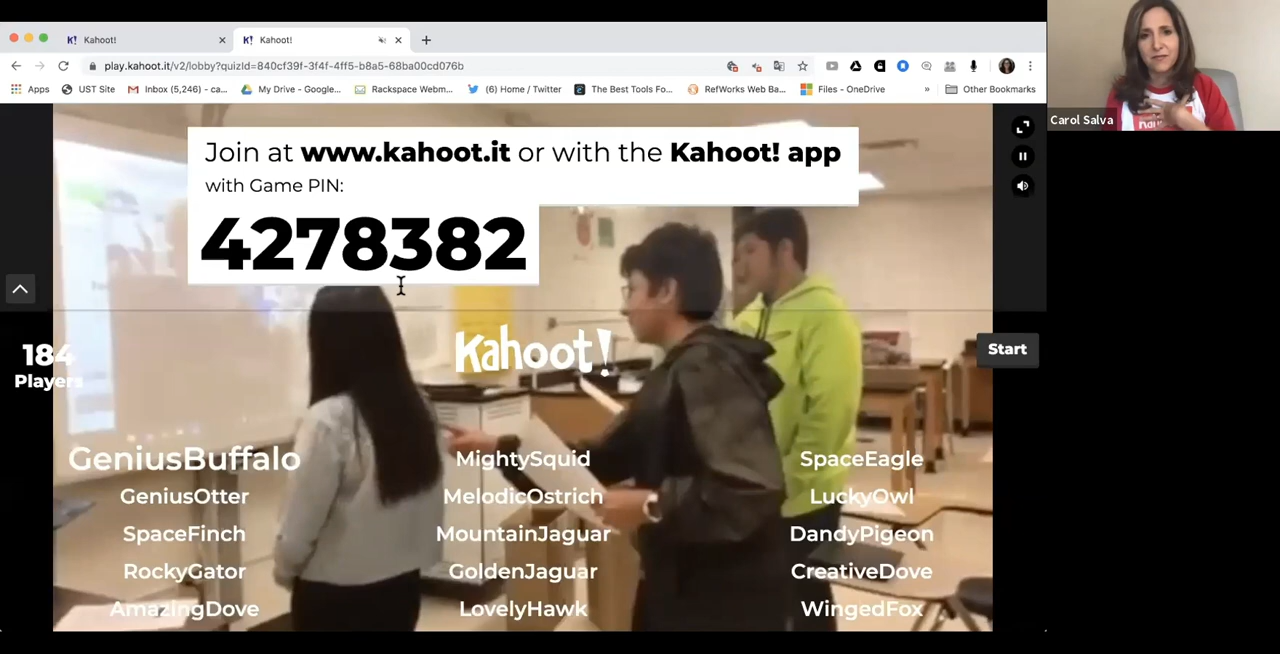 Kahoot!
Kahoot!
play.kahoot.it/v2/lobby?quizId=840cf39f-3f4f-4ff5-b8a5-68ba00cd076b
Apps
UST Site
Inbox (5,246) - ca...
My Drive - Google...
Rackspace Webm...
(6) Home / Twitter
The Best Tools Fo...
RefWorks Web Ba...
Files - OneDrive
»
Other Bookmarks
Carol Salva
Join at www.kahoot.it or with the Kahoot! app
with Game PIN:
4278382
184
Players
Kahoot!
Start
GeniusBuffalo
MightySquid
SpaceEagle
GeniusOtter
MelodicOstrich
LuckyOwl
SpaceFinch
MountainJaguar
DandyPigeon
RockyGator
GoldenJaguar
CreativeDove
AmazingDove
LovelyHawk
WingedFox